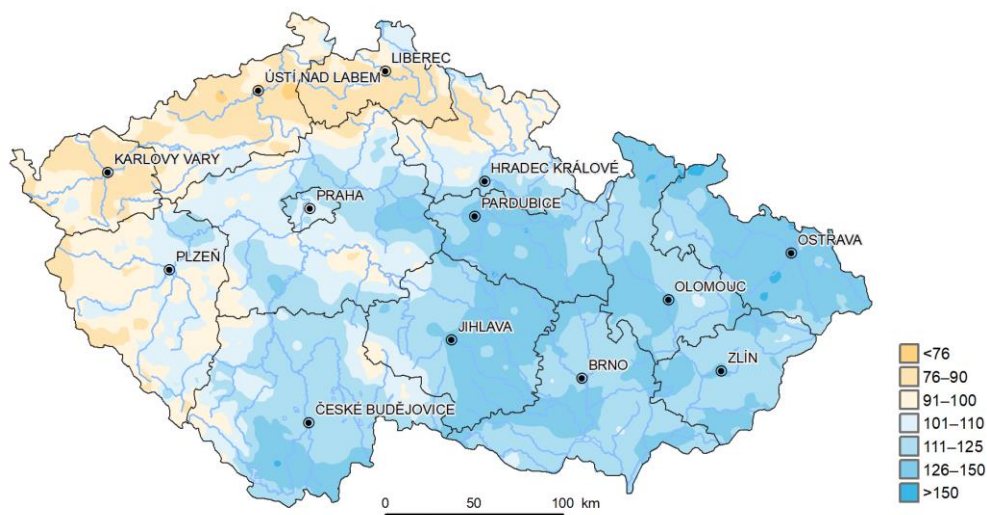 LIBEREC
ÚSTÍ NAD LABEM
KARLOVY VARY
HRADEC KRÁLOVÉ
PRAHA
PARDUBICE
PLZEŇ
OSTRAVA
OLOMOUC
JIHLAVA
BRNO
ZLÍN
ČESKÉ BUDĚJOVICE
<76
76–90
91–100
101–110
111–125
126–150
>150
0 50 100 km